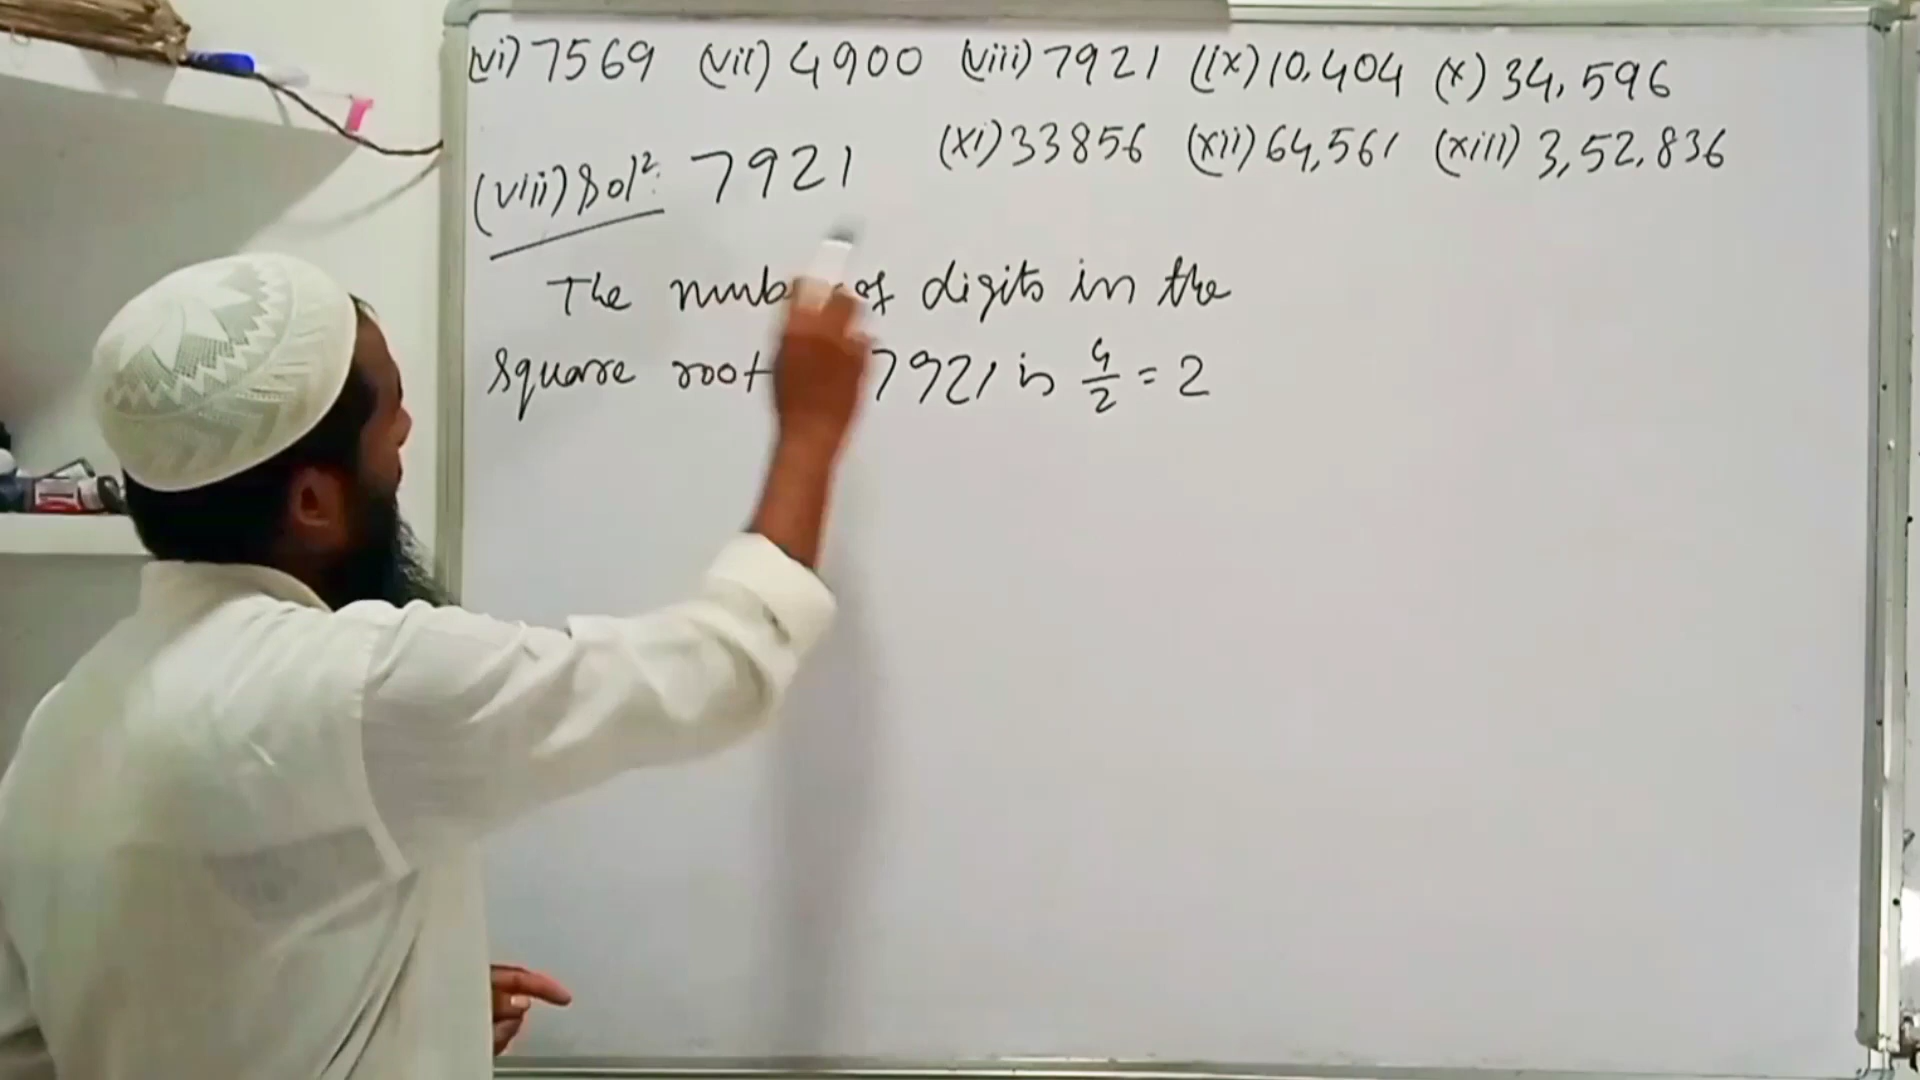 (vi) 7569 (vii) 4900 (viii) 7921 (ix) 10,404 (x) 34,596
(xi) 33856 (xii) 64,561 (xiii) 3,52,836
(viii) Solⁿ: 7921
The of digits in the
square root 7921 is 4/2 = 2